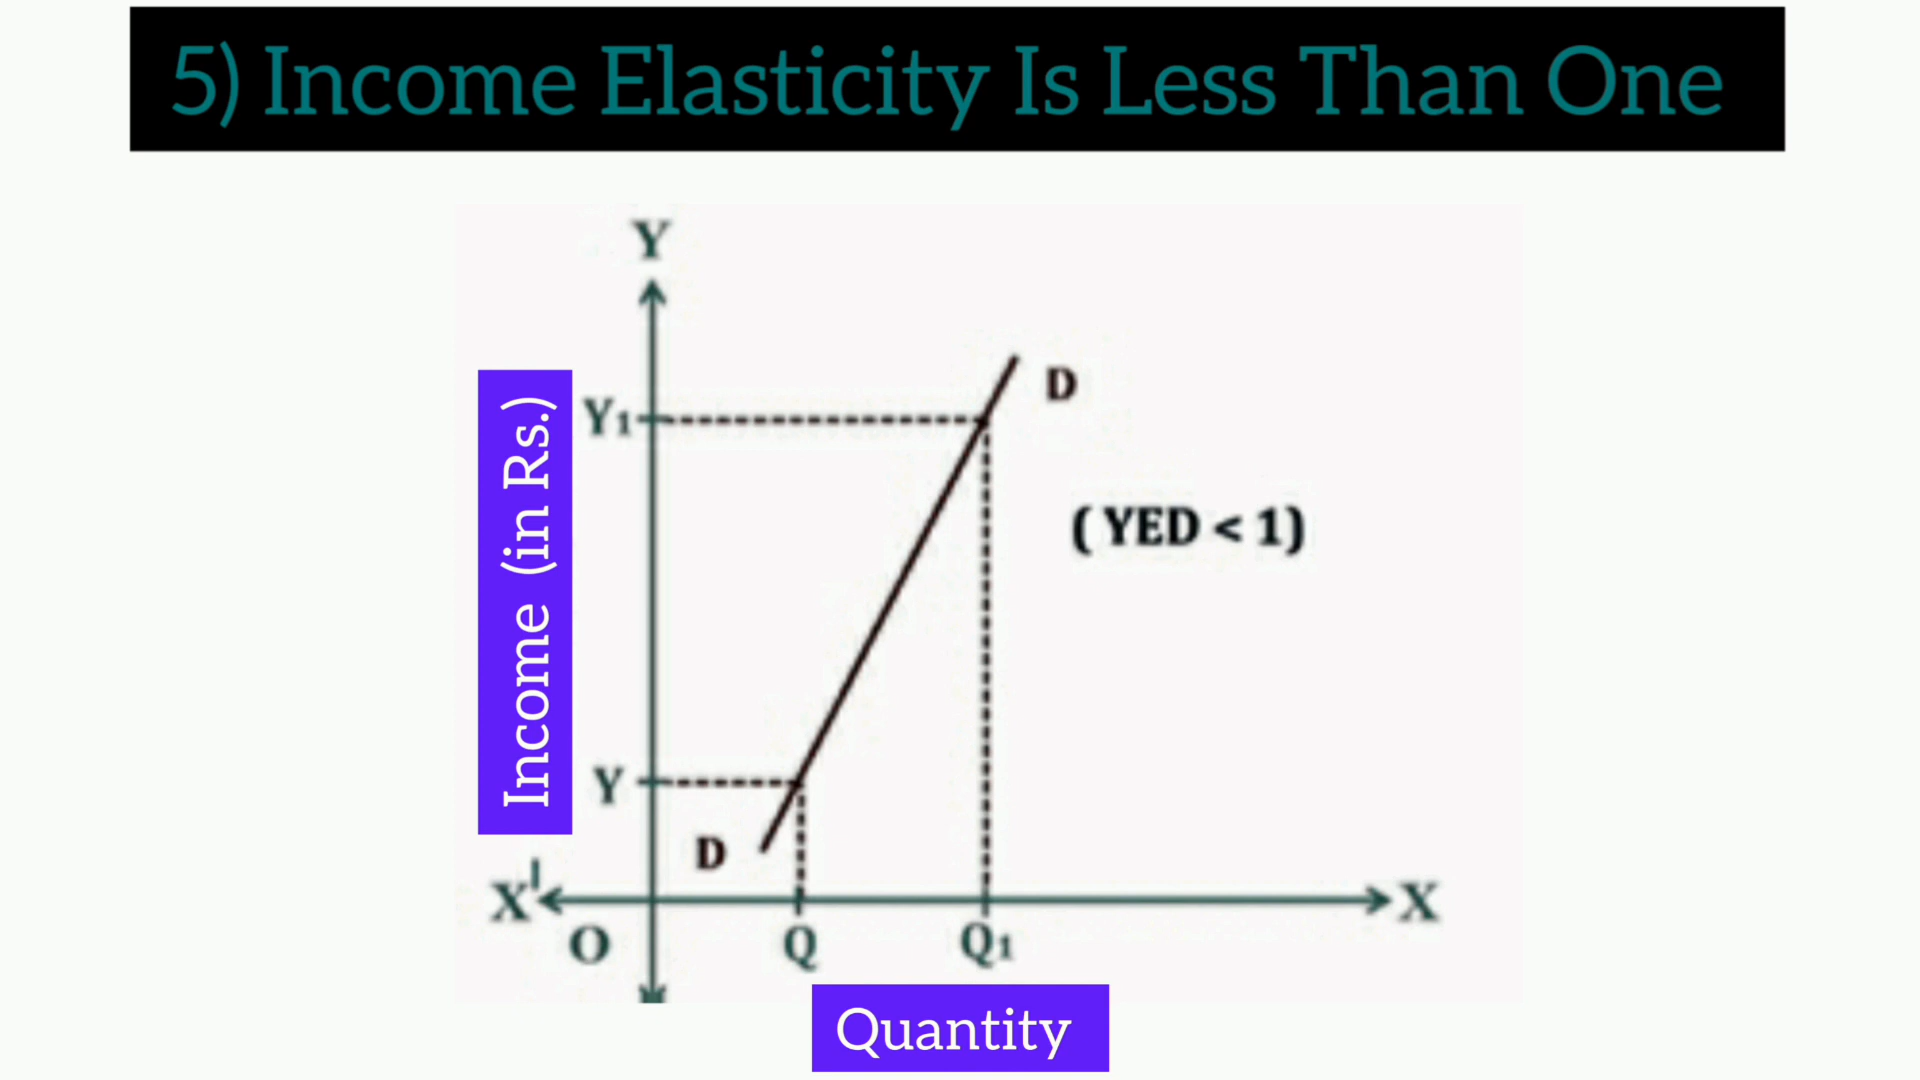 5) Income Elasticity Is Less Than One
Y
Income (in Rs.)
Y1
D
( YED < 1)
Y
D
X'
X
O
Q
Q1
Quantity